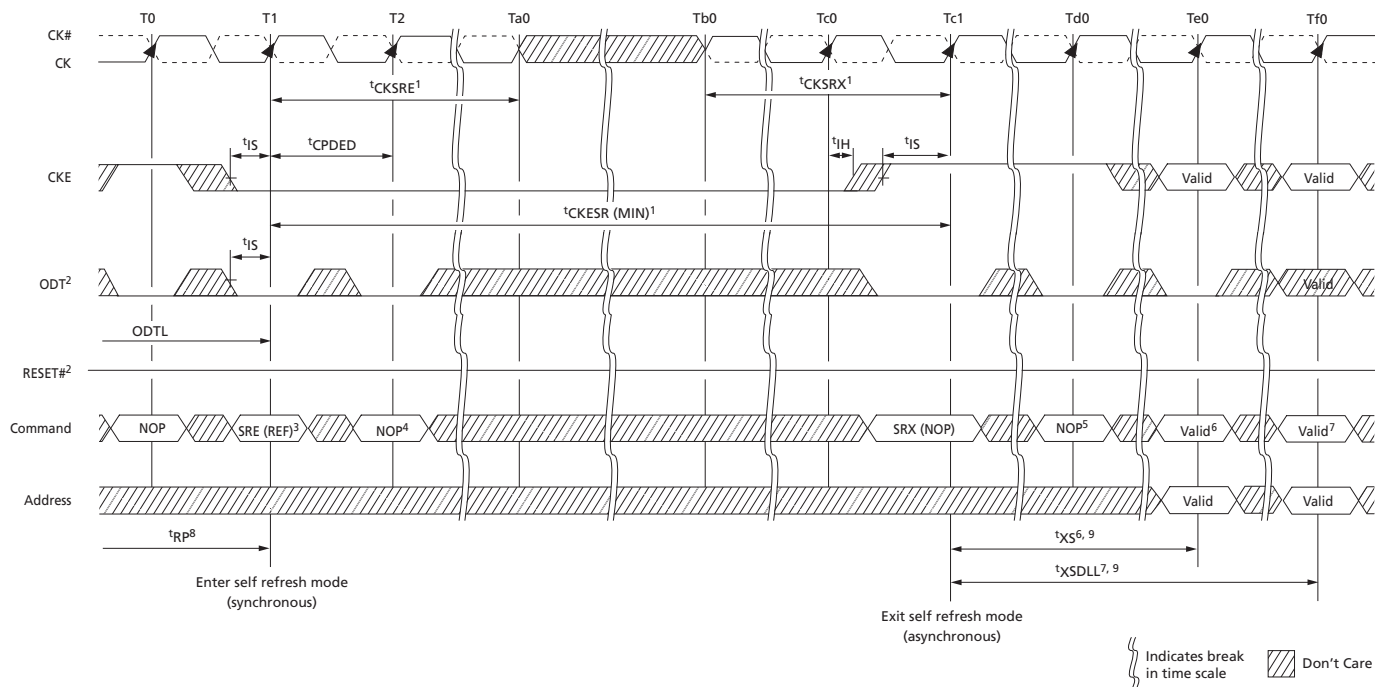 T0 T1 T2 Ta0 Tb0 Tc0 Tc1 Td0 Te0 Tf0
CK#
CK
tCKSRE1 tCKSRX1
tIS tCPDED tIH tIS
CKE Valid Valid
tCKESR (MIN)1
tIS
ODT2 Valid
ODTL
RESET#2
Command NOP SRE (REF)3 NOP4 SRX (NOP) NOP5 Valid6 Valid7
Address Valid Valid
tRP8 tXS6, 9
tXSDLL7, 9
Enter self refresh mode
(synchronous)
Exit self refresh mode
(asynchronous)
Indicates break
in time scale
Don't Care